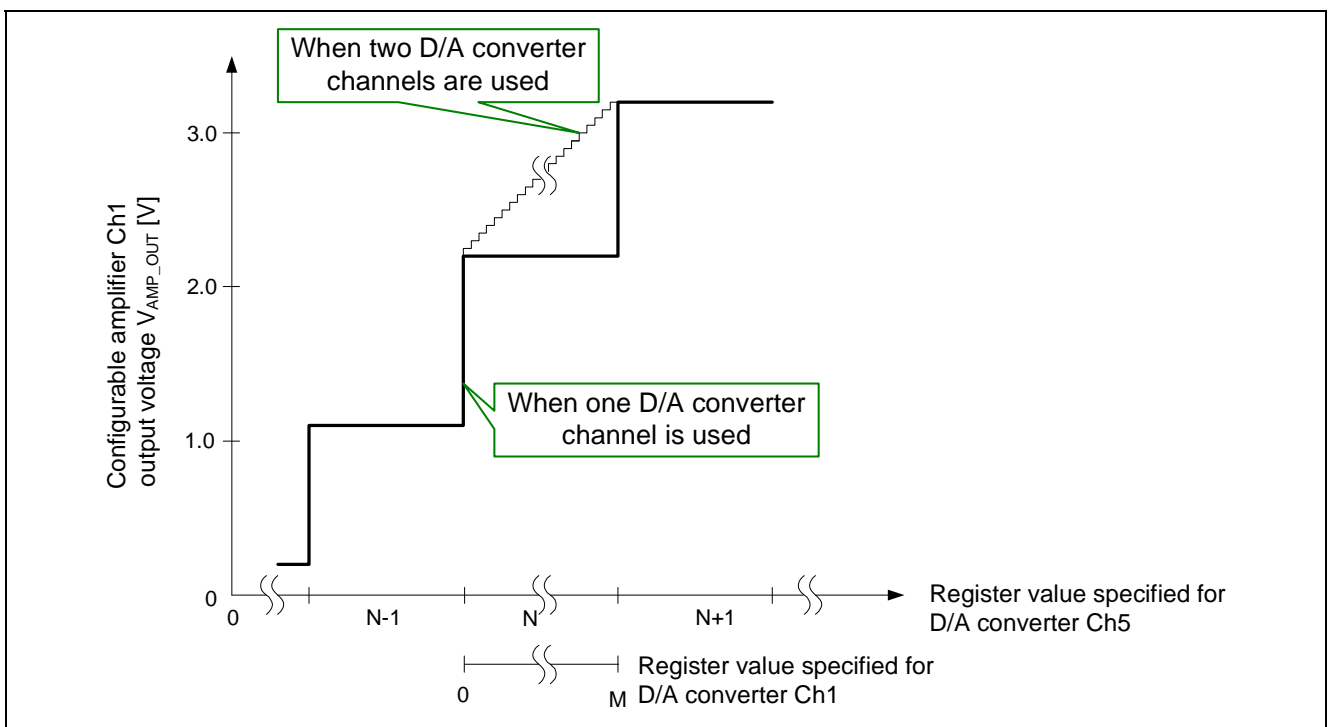 When two D/A converter
channels are used
3.0
2.0
1.0
0
Configurable amplifier Ch1
output voltage VAMP_OUT [V]
When one D/A converter
channel is used
0
N-1
N
N+1
Register value specified for
D/A converter Ch5
0
M
Register value specified for
D/A converter Ch1